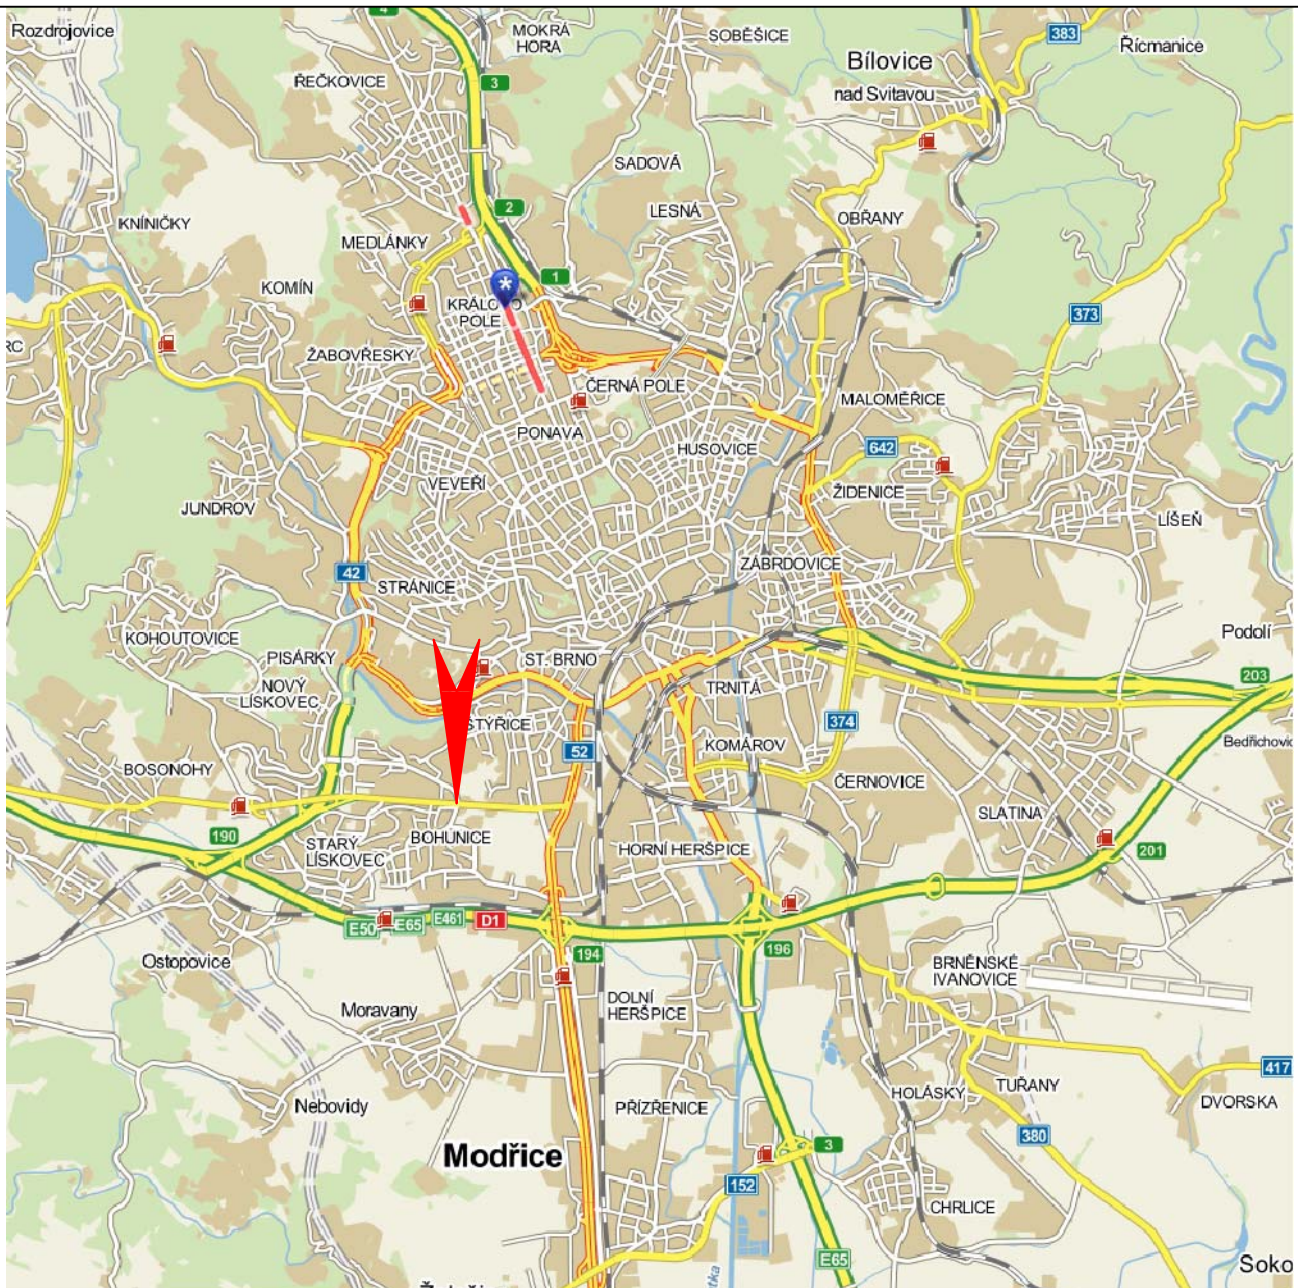 4
Rozdrojovice
MOKRÁ
HORA
SOBĚŠICE
383
Řícmanice
ŘEČKOVICE
3
Bílovice
nad Svitavou
SADOVÁ
KNÍNIČKY
2
LESNÁ
OBŘANY
MEDLÁNKY
1
KOMÍN
*
KRÁLOVO
POLE
373
RC
ŽABOVŘESKY
ČERNÁ POLE
MALOMĚŘICE
PONAVA
HUSOVICE
642
VEVEŘÍ
ŽIDENICE
JUNDROV
LÍŠEŇ
42
STRÁNICE
ZÁBRDOVICE
KOHOUTOVICE
PISÁRKY
ST. BRNO
Podolí
NOVÝ
LÍSKOVEC
TRNITÁ
203
ŠTÝŘICE
374
52
KOMÁROV
Bedřichovic
BOSONOHY
ČERNOVICE
SLATINA
190
STARÝ
LÍSKOVEC
BOHUNICE
HORNÍ HERŠPICE
201
E50
E65
E461
D1
194
196
Ostopovice
BRNĚNSKÉ
IVANOVICE
Moravany
DOLNÍ
HERŠPICE
417
Nebovidy
PŘÍZŘENICE
HOLÁSKY
TUŘANY
DVORSKA
Modřice
3
380
152
CHRLICE
E65
Soko